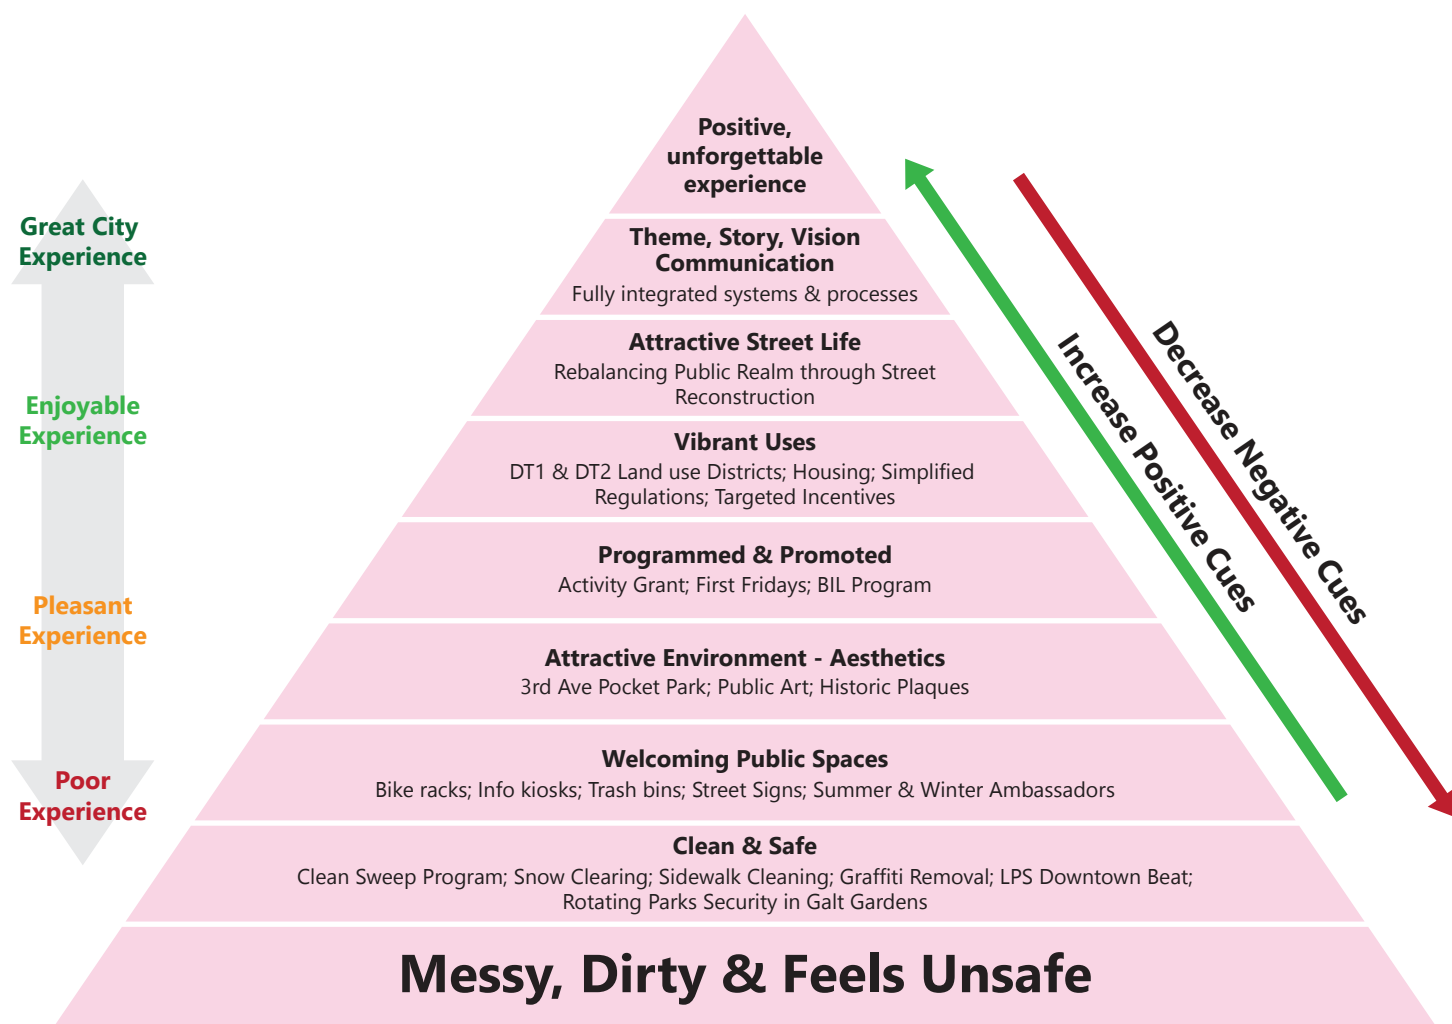 Positive,
unforgettable
experience
Theme, Story, Vision
Communication
Fully integrated systems & processes
Attractive Street Life
Rebalancing Public Realm through Street
Reconstruction
Vibrant Uses
DT1 & DT2 Land use Districts; Housing; Simplified
Regulations; Targeted Incentives
Programmed & Promoted
Activity Grant; First Fridays; BIL Program
Attractive Environment - Aesthetics
3rd Ave Pocket Park; Public Art; Historic Plaques
Welcoming Public Spaces
Bike racks; Info kiosks; Trash bins; Street Signs; Summer & Winter Ambassadors
Clean & Safe
Clean Sweep Program; Snow Clearing; Sidewalk Cleaning; Graffiti Removal; LPS Downtown Beat;
Rotating Parks Security in Galt Gardens
Messy, Dirty & Feels Unsafe
Great City
Experience
Enjoyable
Experience
Pleasant
Experience
Poor
Experience
Increase Positive Cues
Decrease Negative Cues